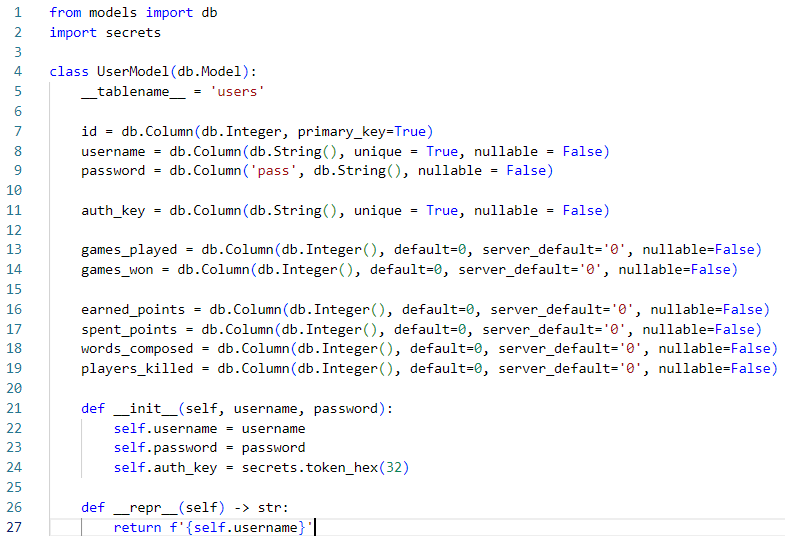 1 from models import db
2 import secrets
3
4 class UserModel(db.Model):
5     __tablename__ = 'users'
6
7     id = db.Column(db.Integer, primary_key=True)
8     username = db.Column(db.String(), unique = True, nullable = False)
9     password = db.Column('pass', db.String(), nullable = False)
10
11     auth_key = db.Column(db.String(), unique = True, nullable = False)
12
13     games_played = db.Column(db.Integer(), default=0, server_default='0', nullable=False)
14     games_won = db.Column(db.Integer(), default=0, server_default='0', nullable=False)
15
16     earned_points = db.Column(db.Integer(), default=0, server_default='0', nullable=False)
17     spent_points = db.Column(db.Integer(), default=0, server_default='0', nullable=False)
18     words_composed = db.Column(db.Integer(), default=0, server_default='0', nullable=False)
19     players_killed = db.Column(db.Integer(), default=0, server_default='0', nullable=False)
20
21     def __init__(self, username, password):
22         self.username = username
23         self.password = password
24         self.auth_key = secrets.token_hex(32)
25
26     def __repr__(self) -> str:
27         return f'{self.username}'